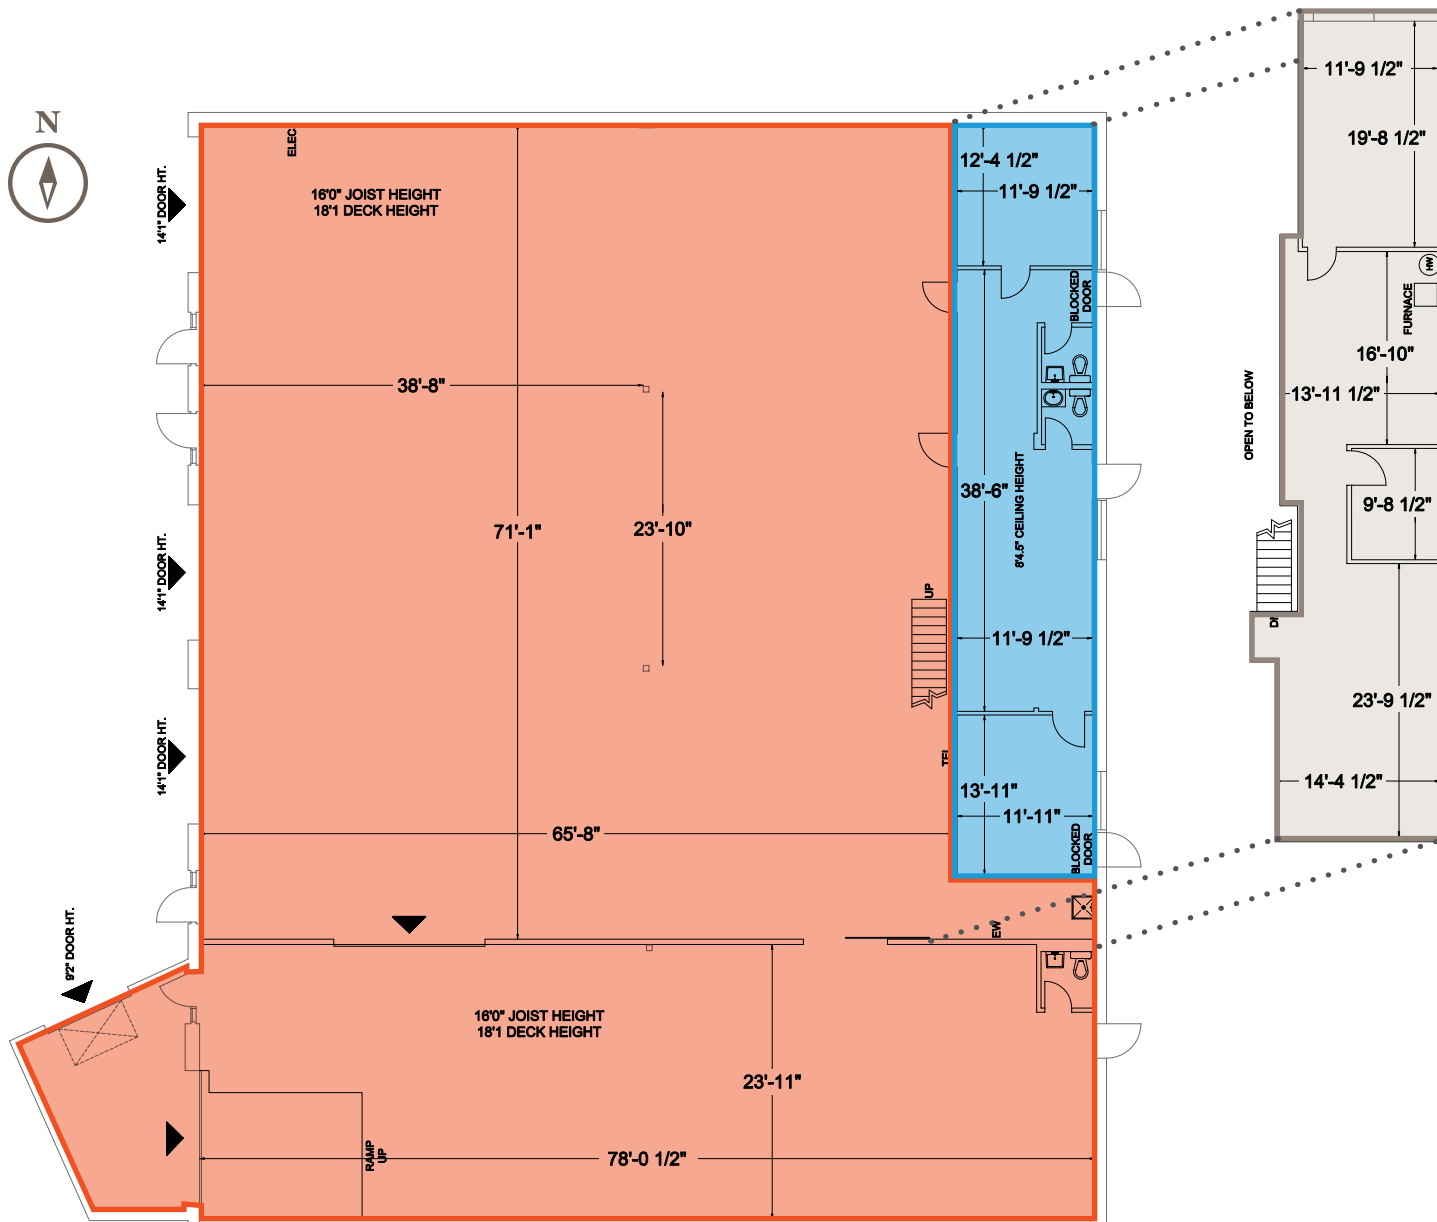 N
11'-9 1/2"
19'-8 1/2"
ELEC
12'-4 1/2"
11'-9 1/2"
16'0" JOIST HEIGHT
18'1 DECK HEIGHT
14'1" DOOR HT.
HW
FURNACE
BLOCKED
DOOR
16'-10"
13'-11 1/2"
38'-8"
OPEN TO BELOW
38'-6"
8'4.5" CEILING HEIGHT
9'-8 1/2"
71'-1"
23'-10"
14'1" DOOR HT.
UP
11'-9 1/2"
23'-9 1/2"
14'1" DOOR HT.
14'-4 1/2"
13'-11"
11'-11"
65'-8"
BLOCKED
DOOR
EW
9'2" DOOR HT.
16'0" JOIST HEIGHT
18'1 DECK HEIGHT
23'-11"
RAMP
UP
78'-0 1/2"